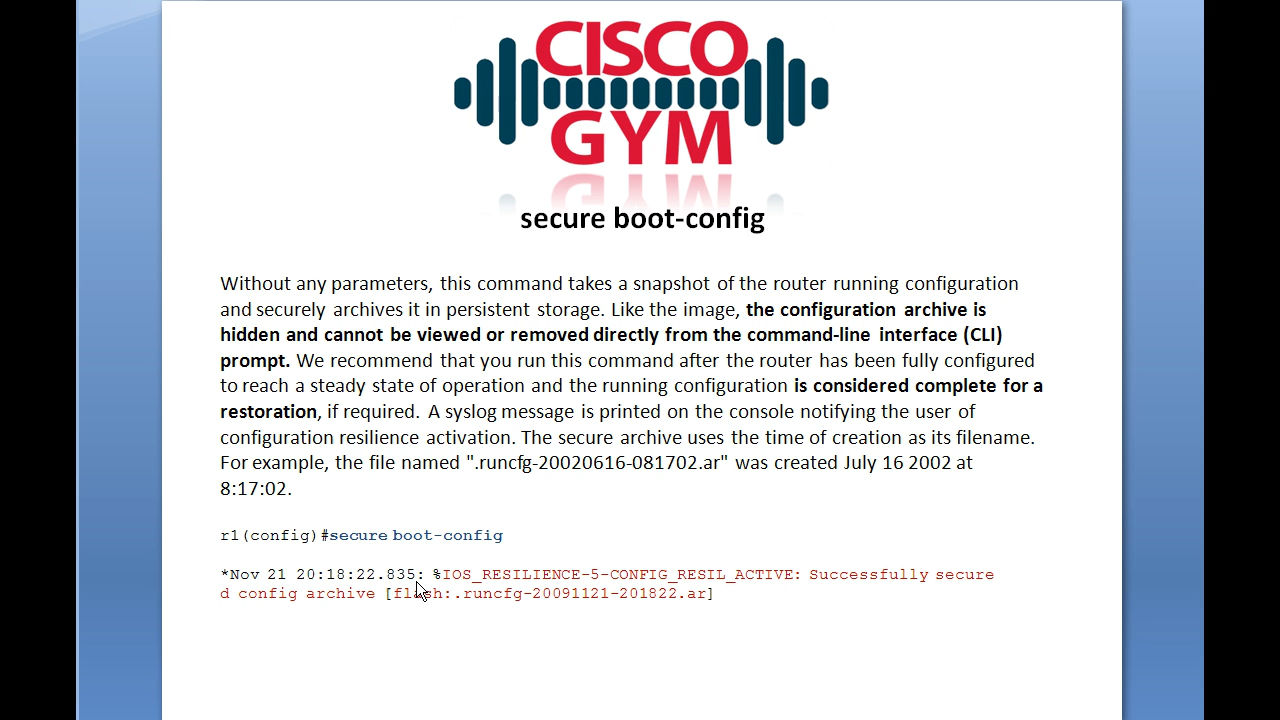 CISCO
GYM
secure boot-config
Without any parameters, this command takes a snapshot of the router running configuration
and securely archives it in persistent storage. Like the image, the configuration archive is
hidden and cannot be viewed or removed directly from the command-line interface (CLI)
prompt. We recommend that you run this command after the router has been fully configured
to reach a steady state of operation and the running configuration is considered complete for a
restoration, if required. A syslog message is printed on the console notifying the user of
configuration resilience activation. The secure archive uses the time of creation as its filename.
For example, the file named ".runcfg-20020616-081702.ar" was created July 16 2002 at
8:17:02.
r1(config)#secure boot-config
*Nov 21 20:18:22.835: %IOS_RESILIENCE-5-CONFIG_RESIL_ACTIVE: Successfully secure
d config archive [flash:.runcfg-20091121-201822.ar]